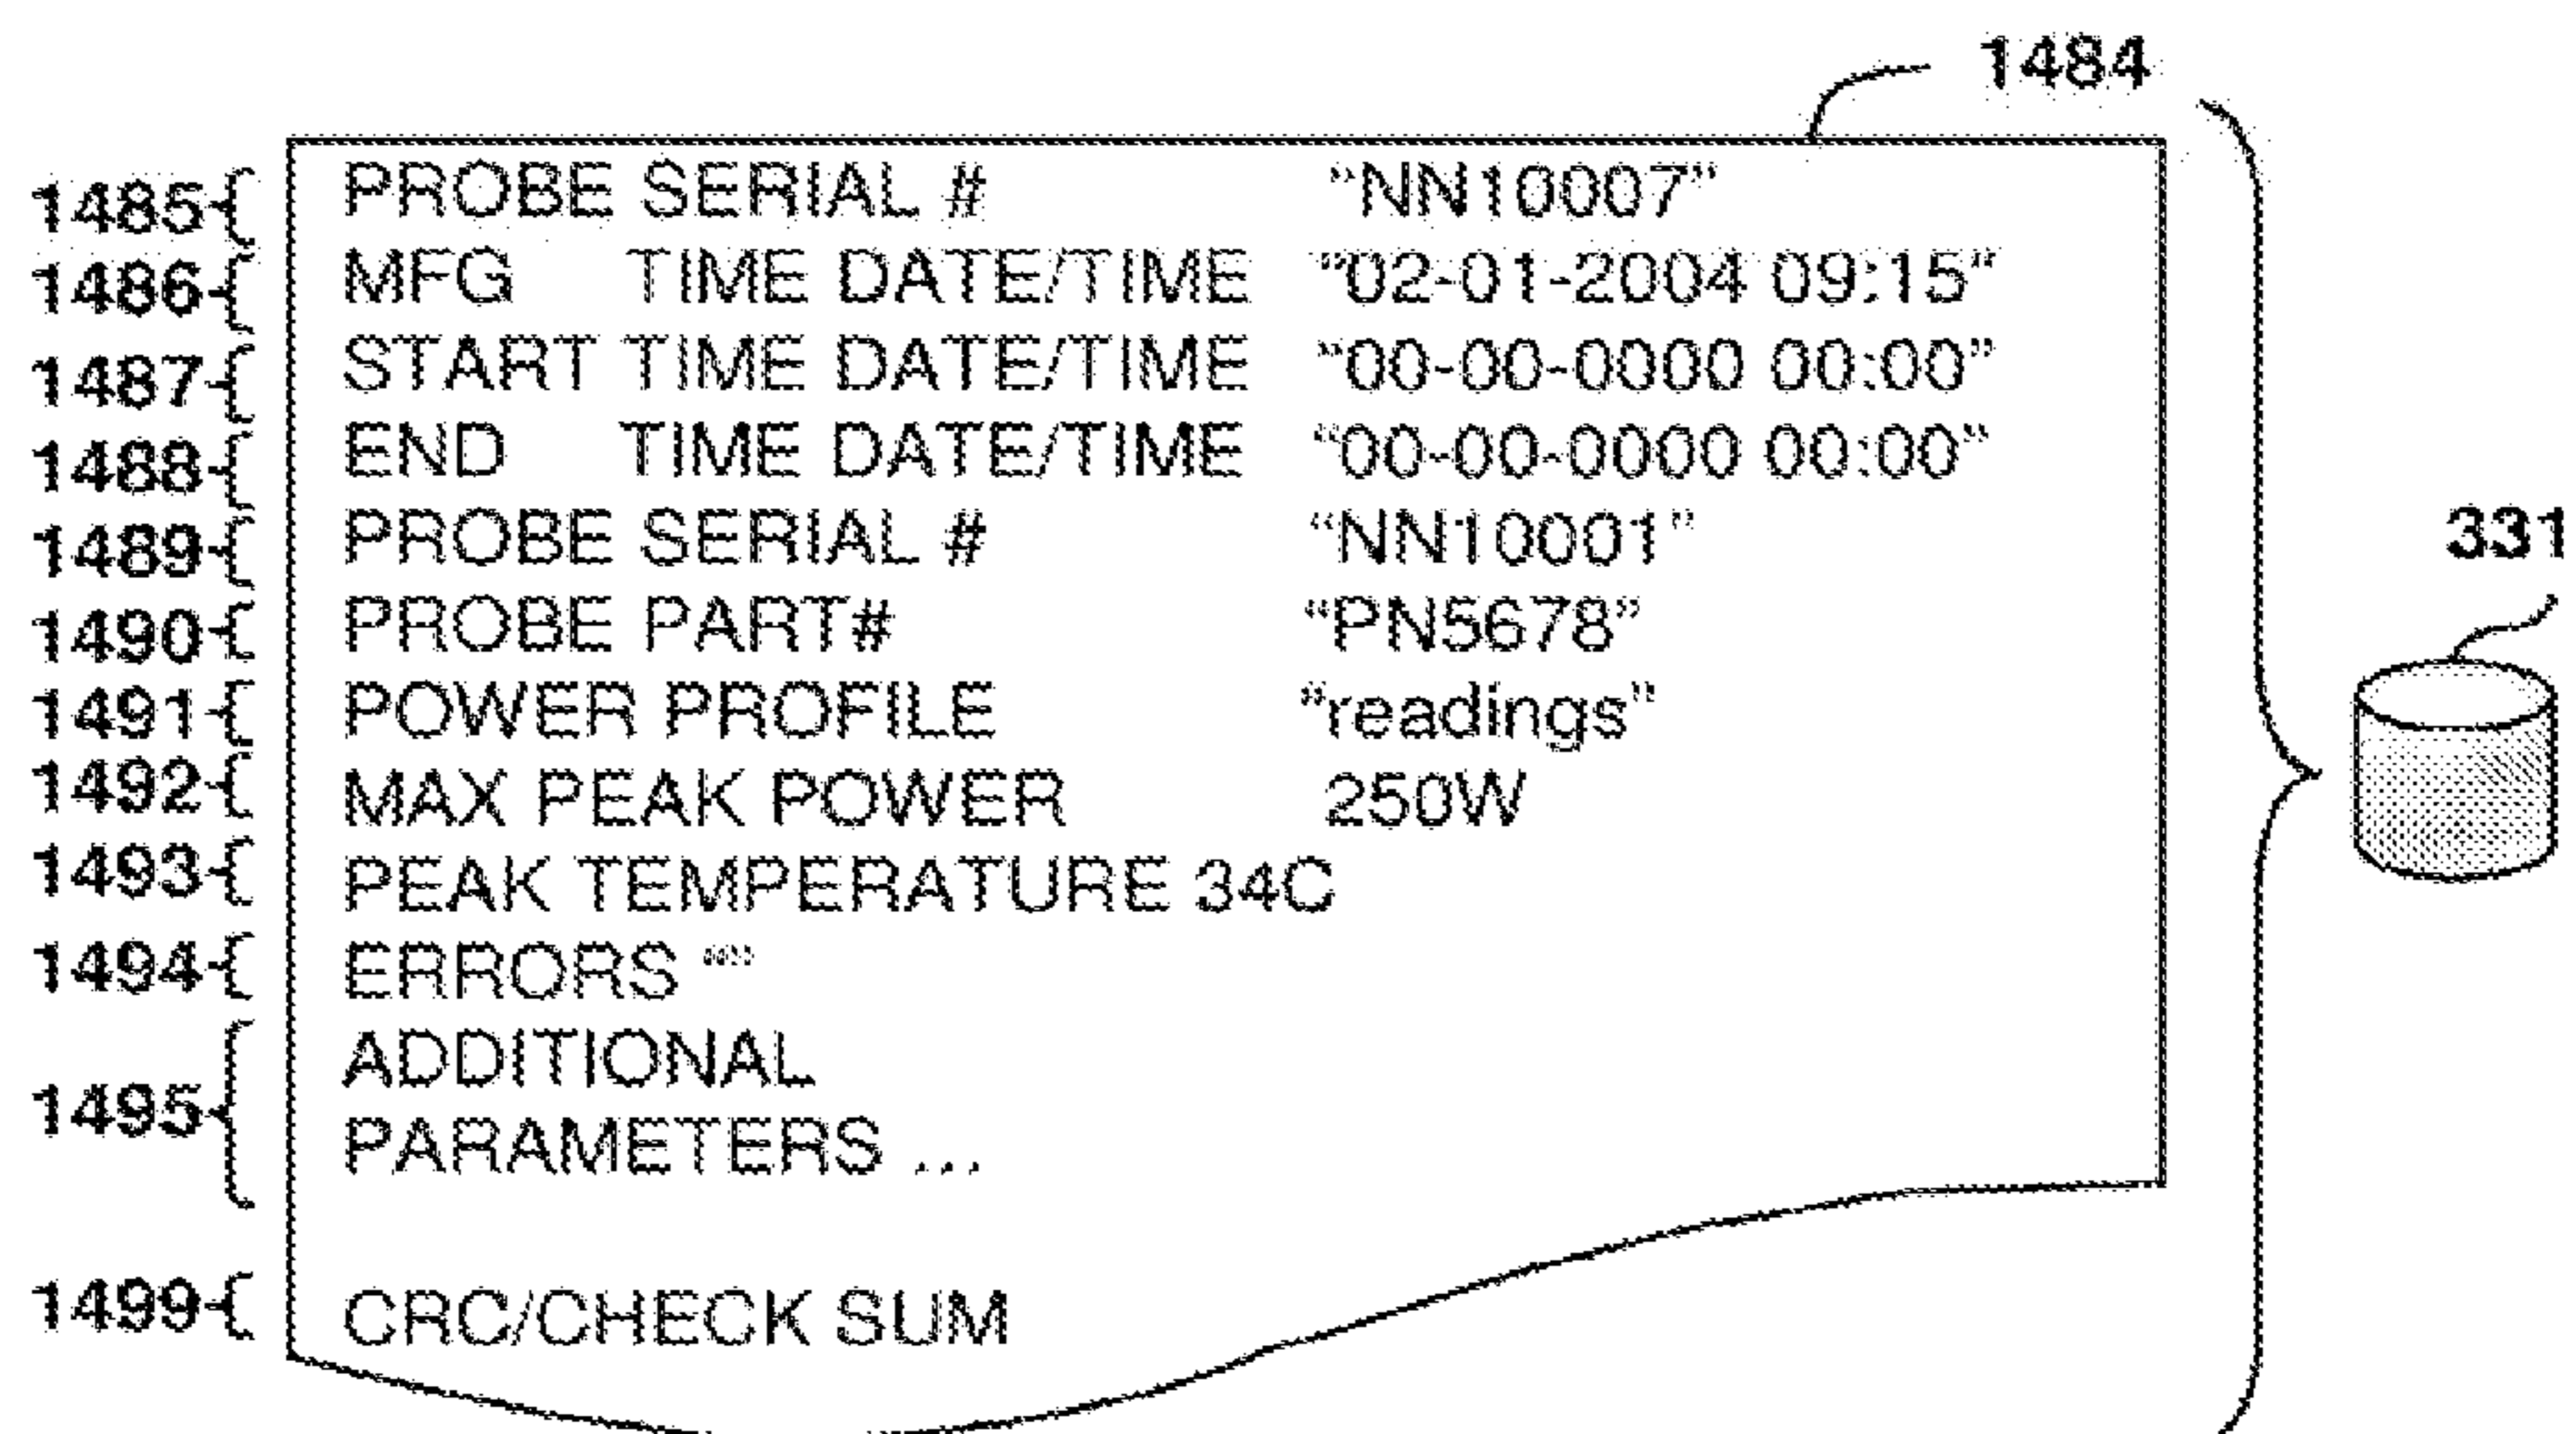 1484
1485 PROBE SERIAL # “NN10007”
1486 MFG TIME DATE/TIME “02-01-2004 09:15”
1487 START TIME DATE/TIME “00-00-0000 00:00”
1488 END TIME DATE/TIME “00-00-0000 00:00”
1489 PROBE SERIAL # “NN10001”
331
1490 PROBE PART# “PN5678”
1491 POWER PROFILE “readings”
1492 MAX PEAK POWER 250W
1493 PEAK TEMPERATURE 34C
1494 ERRORS “”
ADDITIONAL
1495 PARAMETERS ...
1499 CRC/CHECK SUM